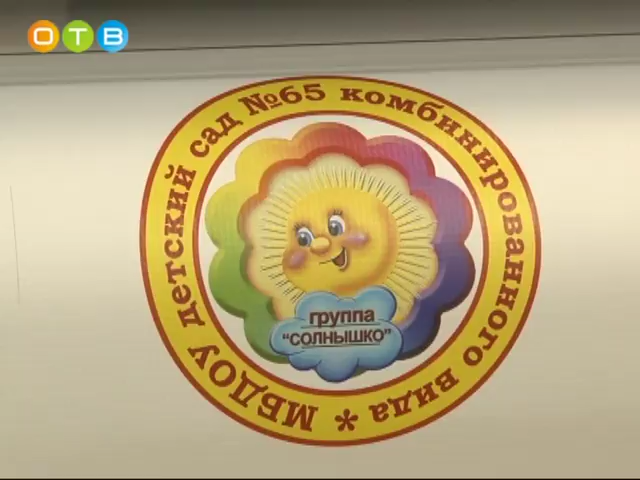 ОТВ
МБДОУ детский сад №65 комбинированного вида *
группа
"СОЛНЫШКО"